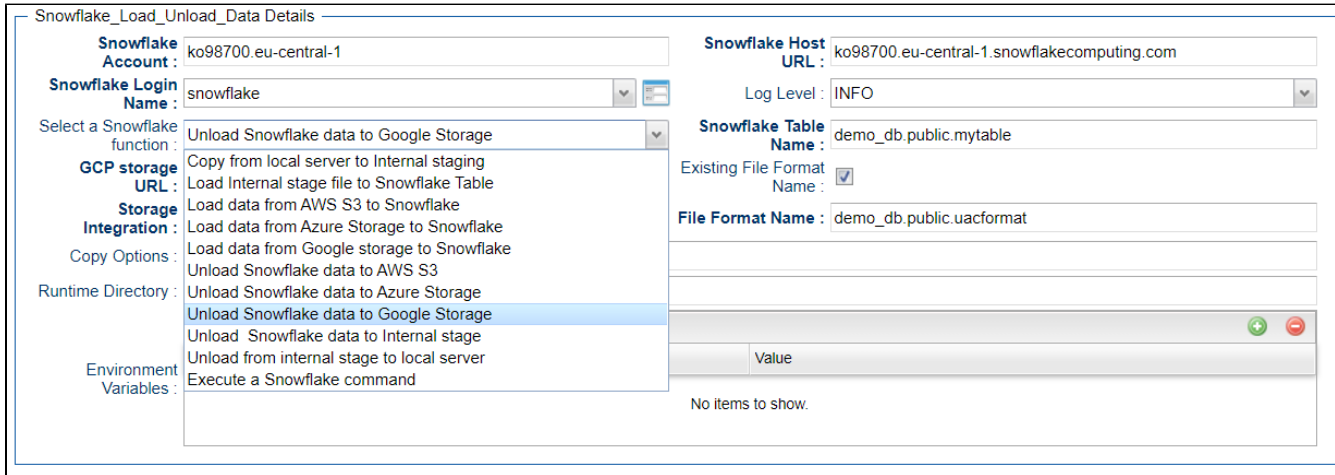 Snowflake_Load_Unload_Data Details
Snowflake Account : ko98700.eu-central-1
Snowflake Host URL : ko98700.eu-central-1.snowflakecomputing.com
Snowflake Login Name : snowflake
Log Level : INFO
Select a Snowflake function : Unload Snowflake data to Google Storage
Snowflake Table Name : demo_db.public.mytable
GCP storage URL :
Existing File Format Name :
Storage Integration :
File Format Name : demo_db.public.uacformat
Copy Options :
Runtime Directory :
Copy from local server to Internal staging
Load Internal stage file to Snowflake Table
Load data from AWS S3 to Snowflake
Load data from Azure Storage to Snowflake
Load data from Google storage to Snowflake
Unload Snowflake data to AWS S3
Unload Snowflake data to Azure Storage
Unload Snowflake data to Google Storage
Unload  Snowflake data to Internal stage
Unload from internal stage to local server
Execute a Snowflake command
Environment Variables :
Value
No items to show.